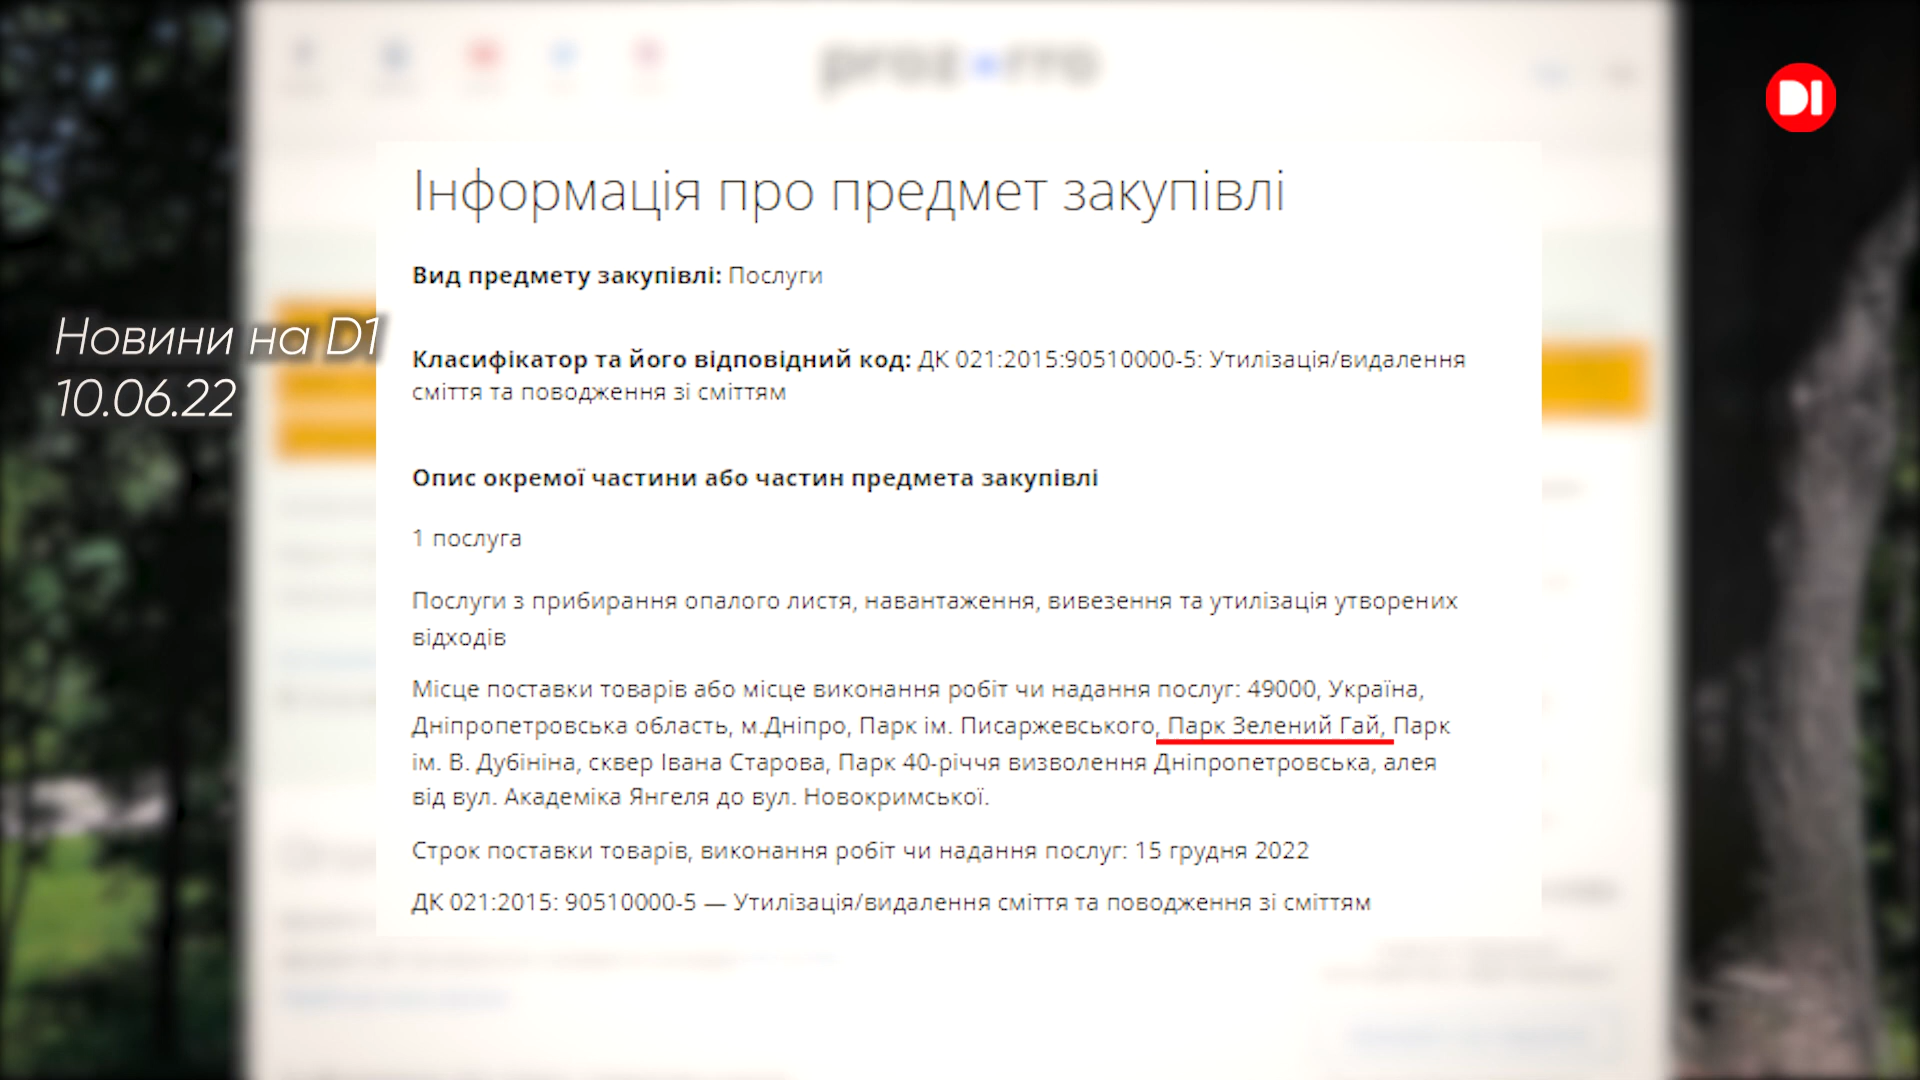 prozorro
DI
Інформація про предмет закупівлі
Вид предмету закупівлі: Послуги
Новини на D1
10.06.22
Класифікатор та його відповідний код: ДК 021:2015:90510000-5: Утилізація/видалення
сміття та поводження зі сміттям
Опис окремої частини або частин предмета закупівлі
1 послуга
Послуги з прибирання опалого листя, навантаження, вивезення та утилізація утворених
відходів
Місце поставки товарів або місце виконання робіт чи надання послуг: 49000, Україна,
Дніпропетровська область, м.Дніпро, Парк ім. Писаржевського, Парк Зелений Гай, Парк
ім. В. Дубініна, сквер Івана Старова, Парк 40-річчя визволення Дніпропетровська, алея
від вул. Академіка Янгеля до вул. Новокримської.
Строк поставки товарів, виконання робіт чи надання послуг: 15 грудня 2022
ДК 021:2015: 90510000-5 — Утилізація/видалення сміття та поводження зі сміттям